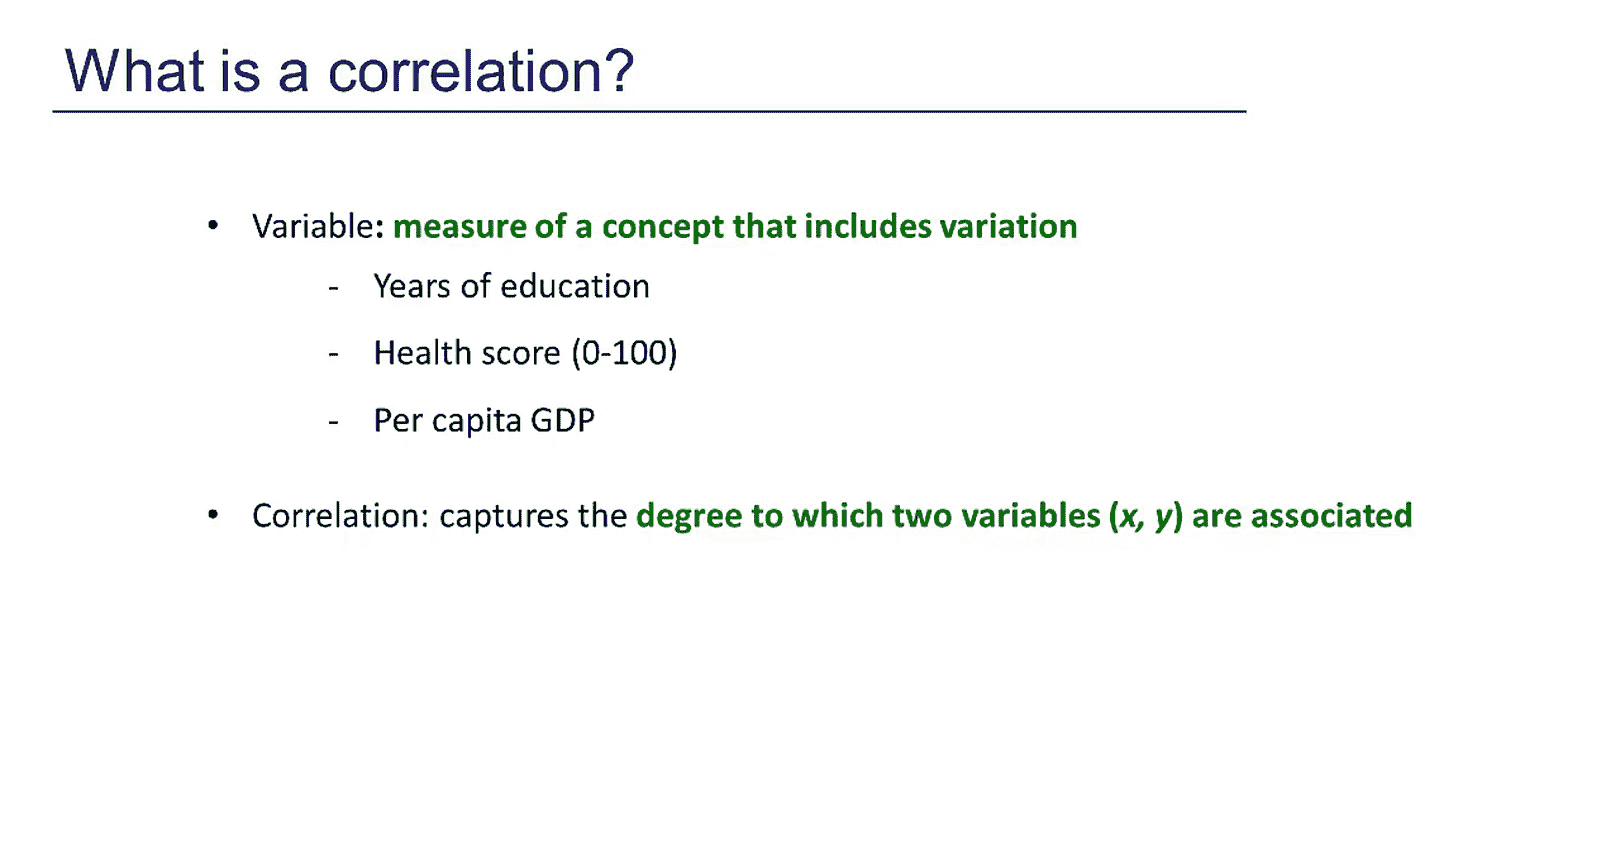 What is a correlation?
• Variable: measure of a concept that includes variation
- Years of education
- Health score (0-100)
- Per capita GDP
• Correlation: captures the degree to which two variables (x, y) are associated